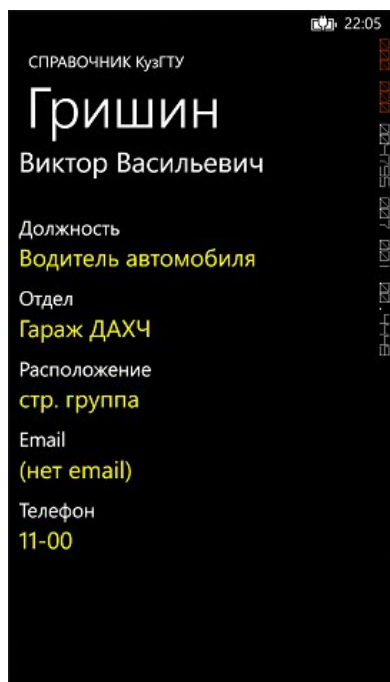 22:05
СПРАВОЧНИК КузГТУ
Гришин
Виктор Васильевич
Должность
Водитель автомобиля
Отдел
Гараж ДАХЧ
Расположение
стр. группа
Email
(нет email)
Телефон
11-00